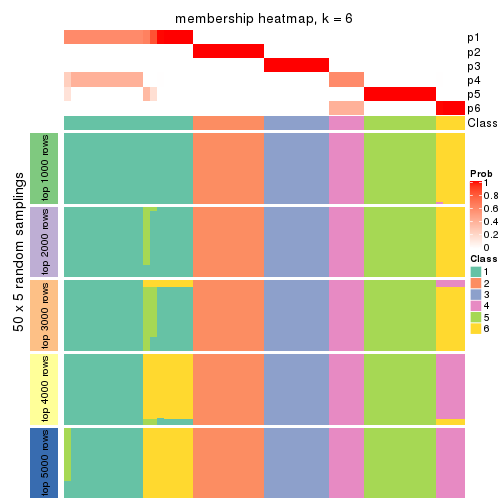 membership heatmap, k = 6
p1
p2
p3
p4
p5
p6
Class
50 x 5 random samplings
top 1000 rows
top 2000 rows
top 3000 rows
top 4000 rows
top 5000 rows
Prob
1
0.8
0.6
0.4
0.2
0
Class
1
2
3
4
5
6